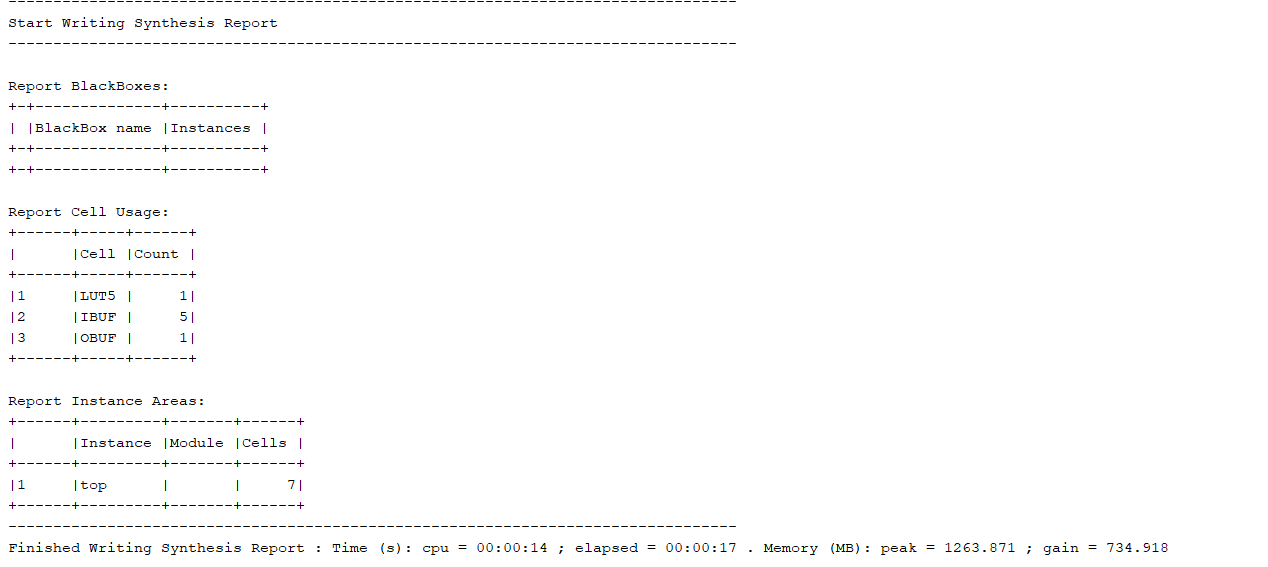 --------------------------------------------------------------------------------
Start Writing Synthesis Report
---------------------------------------------------------------------------------

Report BlackBoxes:
+-+--------------+----------+
| |BlackBox name |Instances |
+-+--------------+----------+
+-+--------------+----------+

Report Cell Usage:
+------+-----+------+
|      |Cell |Count |
+------+-----+------+
|1     |LUT5 |     1|
|2     |IBUF |     5|
|3     |OBUF |     1|
+------+-----+------+

Report Instance Areas:
+------+---------+-------+------+
|      |Instance |Module |Cells |
+------+---------+-------+------+
|1     |top      |       |     7|
+------+---------+-------+------+
---------------------------------------------------------------------------------
Finished Writing Synthesis Report : Time (s): cpu = 00:00:14 ; elapsed = 00:00:17 . Memory (MB): peak = 1263.871 ; gain = 734.918